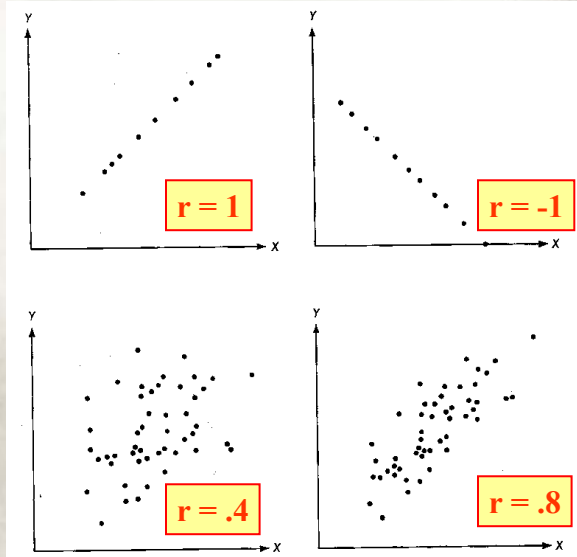 Y
X
r = 1
Y
X
r = -1
Y
X
r = .4
Y
X
r = .8